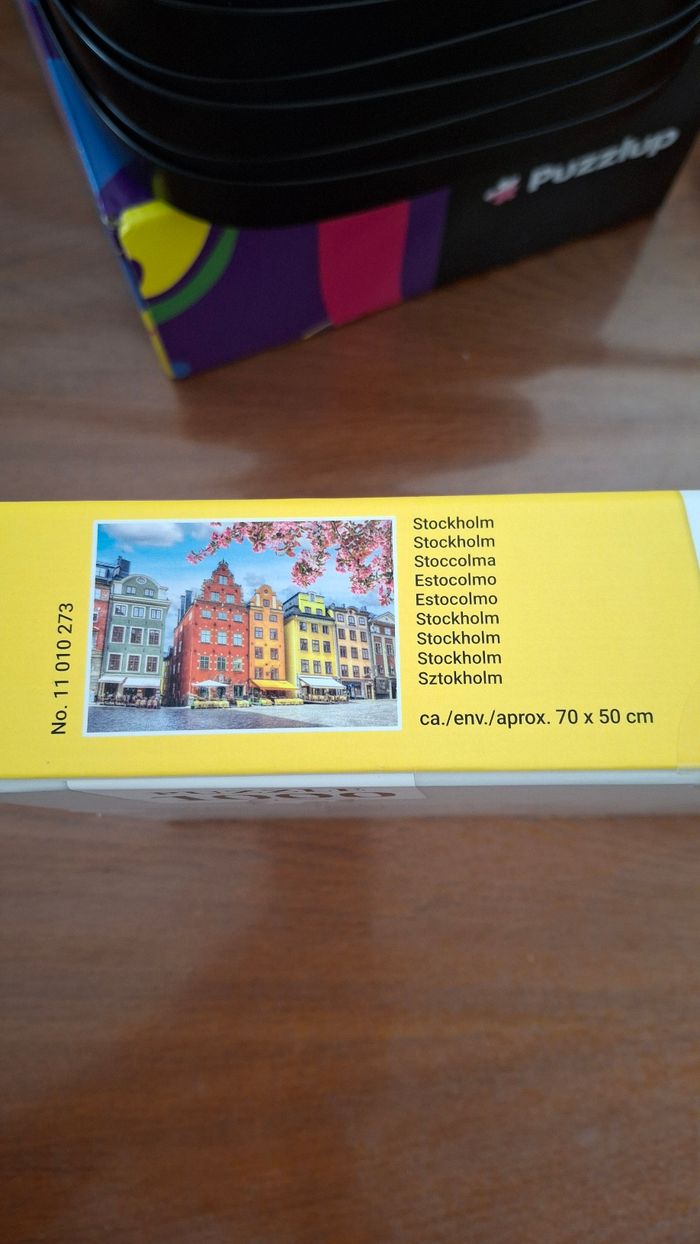 Puzzlup
No. 11 010 273
Stockholm
Stockholm
Stoccolma
Estocolmo
Estocolmo
Stockholm
Stockholm
Stockholm
Sztokholm
ca./env./aprox. 70 x 50 cm